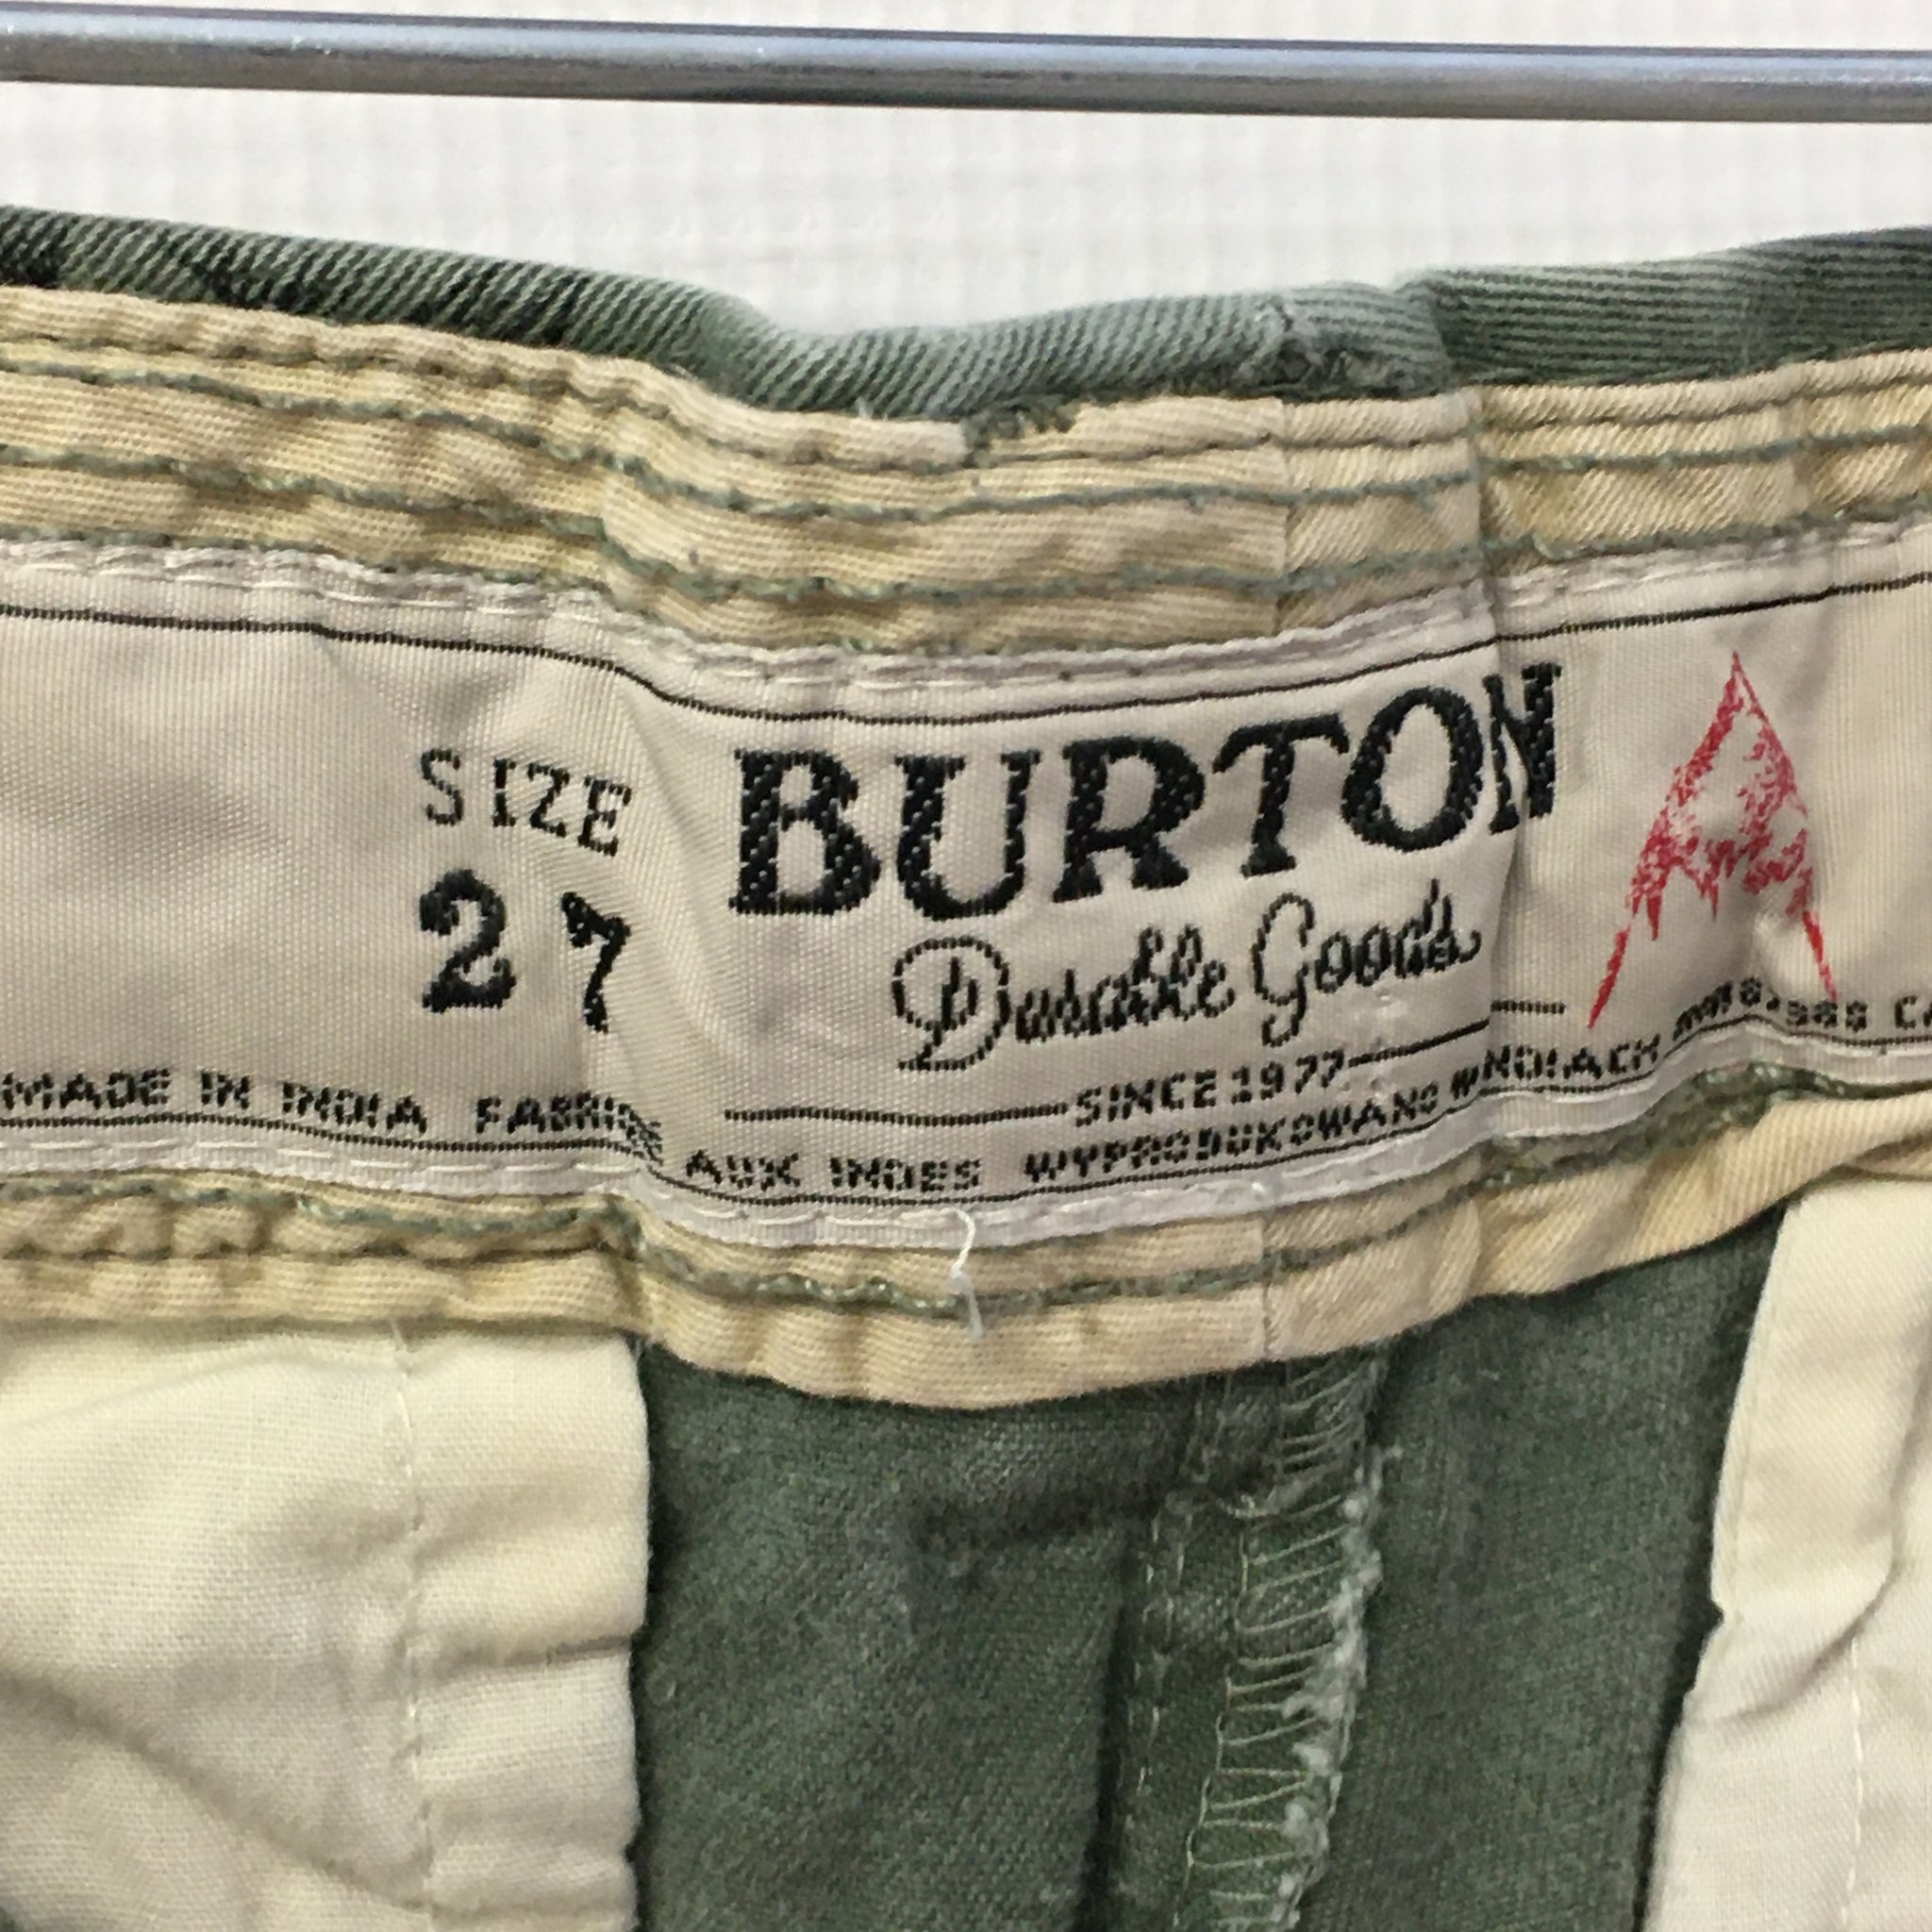 SIZE
27
BURTON
Durable Goods
SINCE 1977
MADE IN INDIA FABRIQUE AUX INDES WYPRODUKOWANO W INDIACH